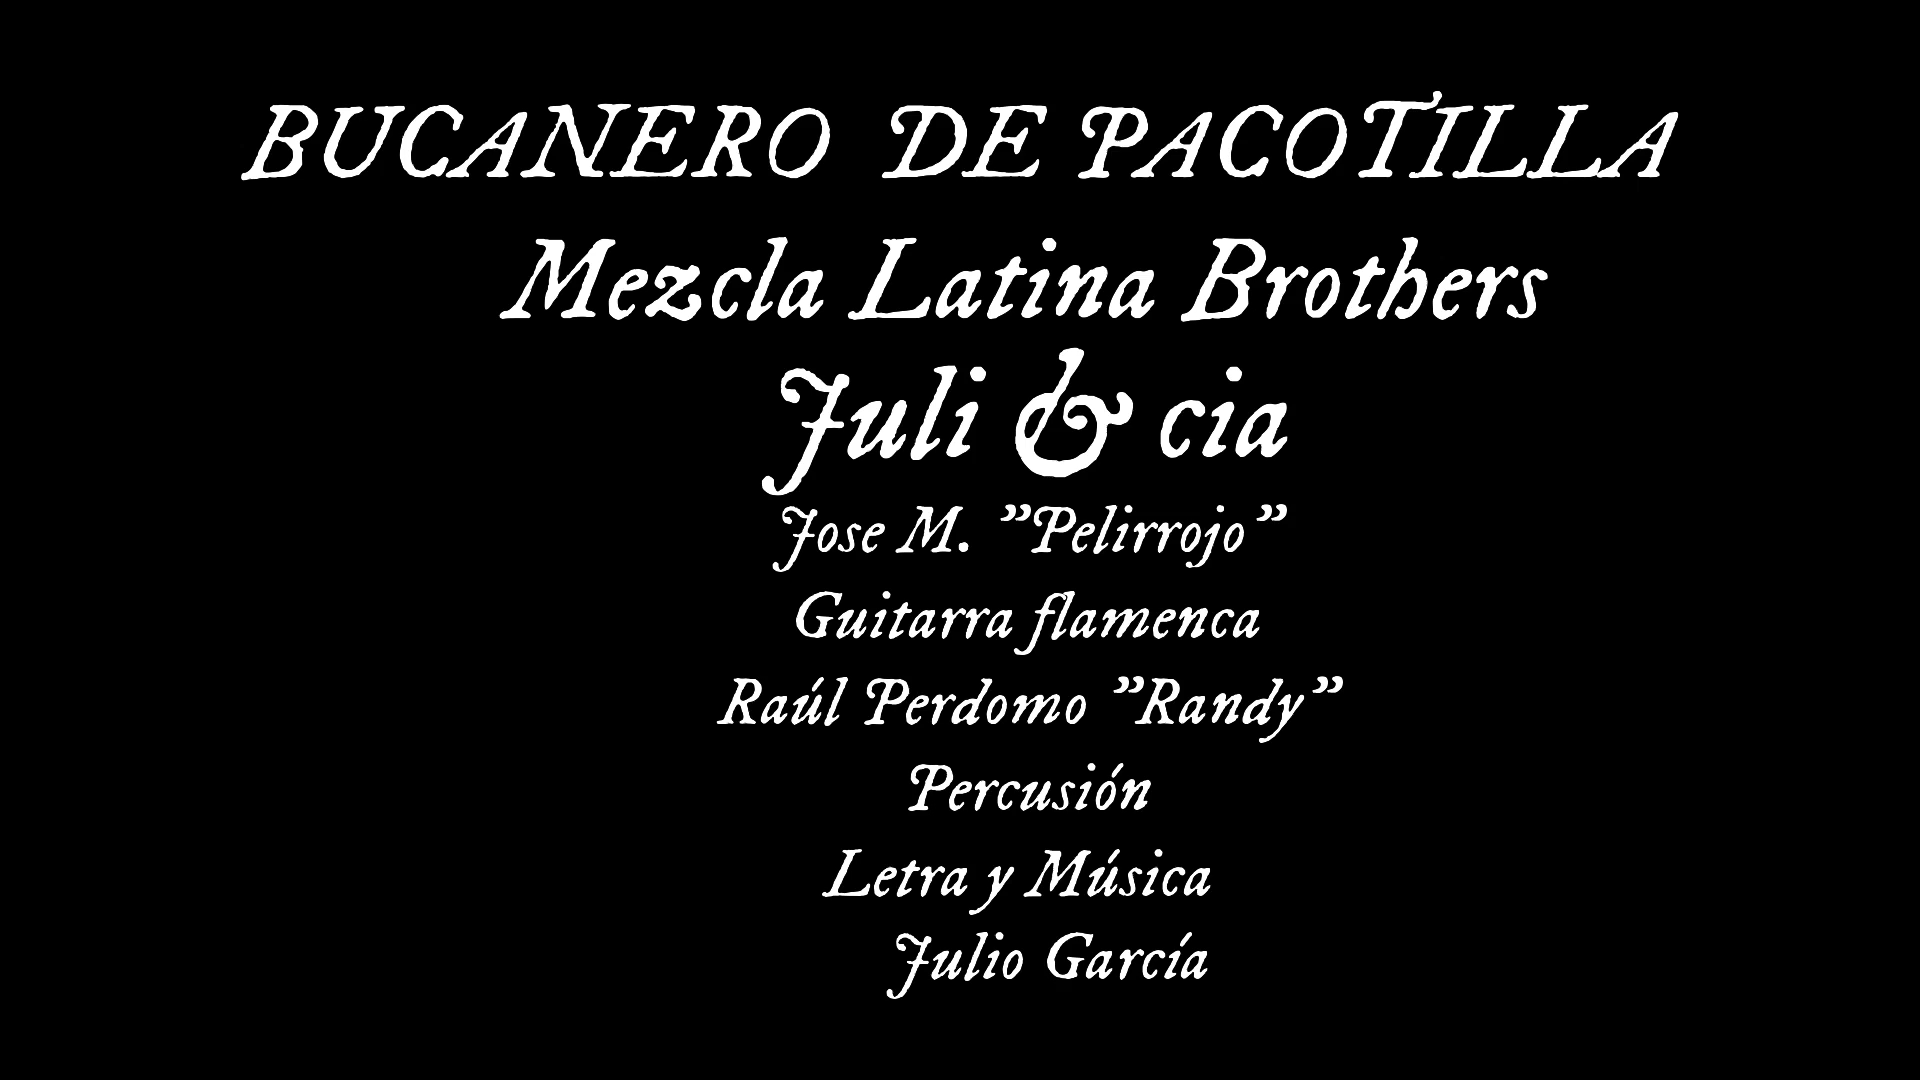 BUCANERO DE PACOTILLA
Mezcla Latina Brothers
Juli & cia
Jose M. "Pelirrojo"
Guitarra flamenca
Raúl Perdomo "Randy"
Percusión
Letra y Música
Julio García